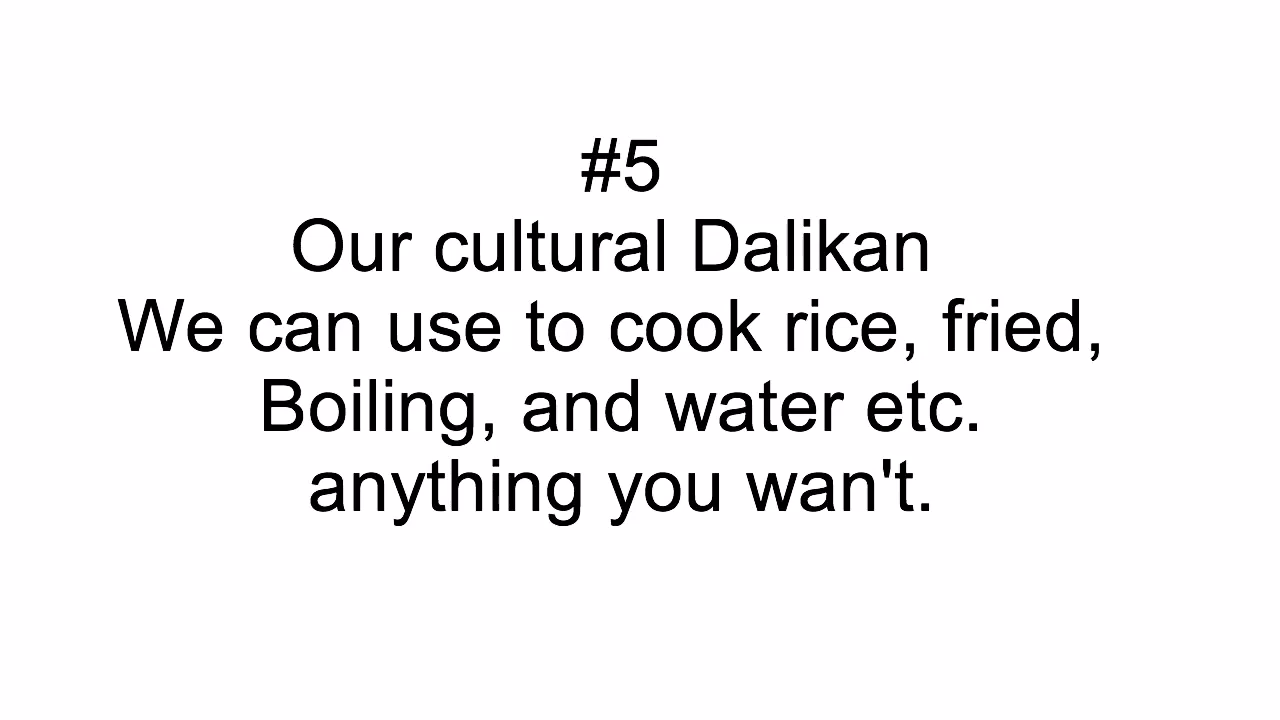 #5
Our cultural Dalikan
We can use to cook rice, fried,
Boiling, and water etc.
anything you wan't.